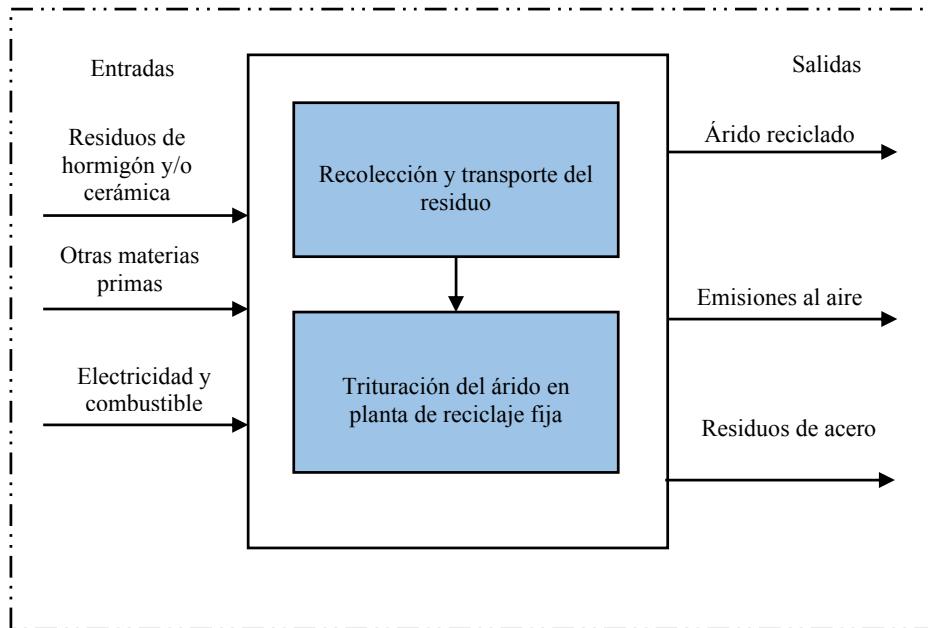 Entradas
Salidas
Residuos de
hormigón y/o
cerámica
Otras materias
primas
Electricidad y
combustible
Recolección y transporte del
residuo
Trituración del árido en
planta de reciclaje fija
Árido reciclado
Emisiones al aire
Residuos de acero